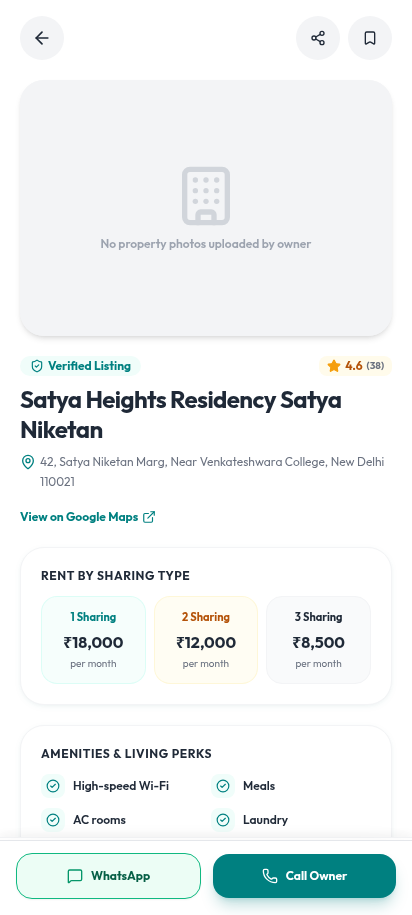 No property photos uploaded by owner
Verified Listing
4.6 (38)
Satya Heights Residency Satya
Niketan
42, Satya Niketan Marg, Near Venkateshwara College, New Delhi
110021
View on Google Maps
RENT BY SHARING TYPE
1 Sharing
₹18,000
per month
2 Sharing
₹12,000
per month
3 Sharing
₹8,500
per month
AMENITIES & LIVING PERKS
High-speed Wi-Fi
Meals
AC rooms
Laundry
WhatsApp
Call Owner